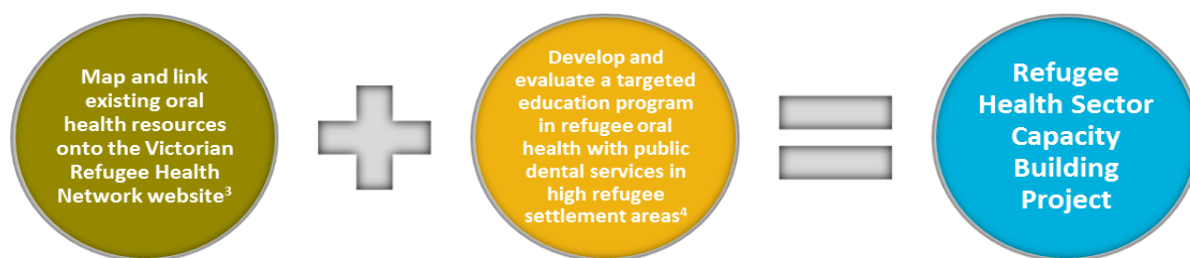 Map and link
existing oral
health resources
onto the Victorian
Refugee Health
Network website³
Develop and
evaluate a targeted
education program
in refugee oral
health with public
dental services in
high refugee
settlement areas⁴
Refugee
Health Sector
Capacity
Building
Project